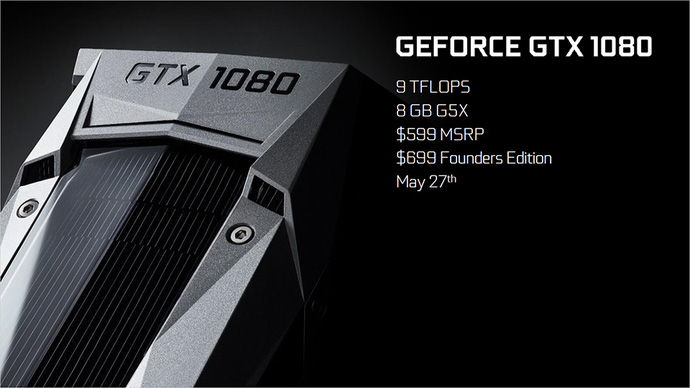 GTX 1080
GEFORCE GTX 1080
9 TFLOPS
8 GB G5X
$599 MSRP
$699 Founders Edition
May 27th